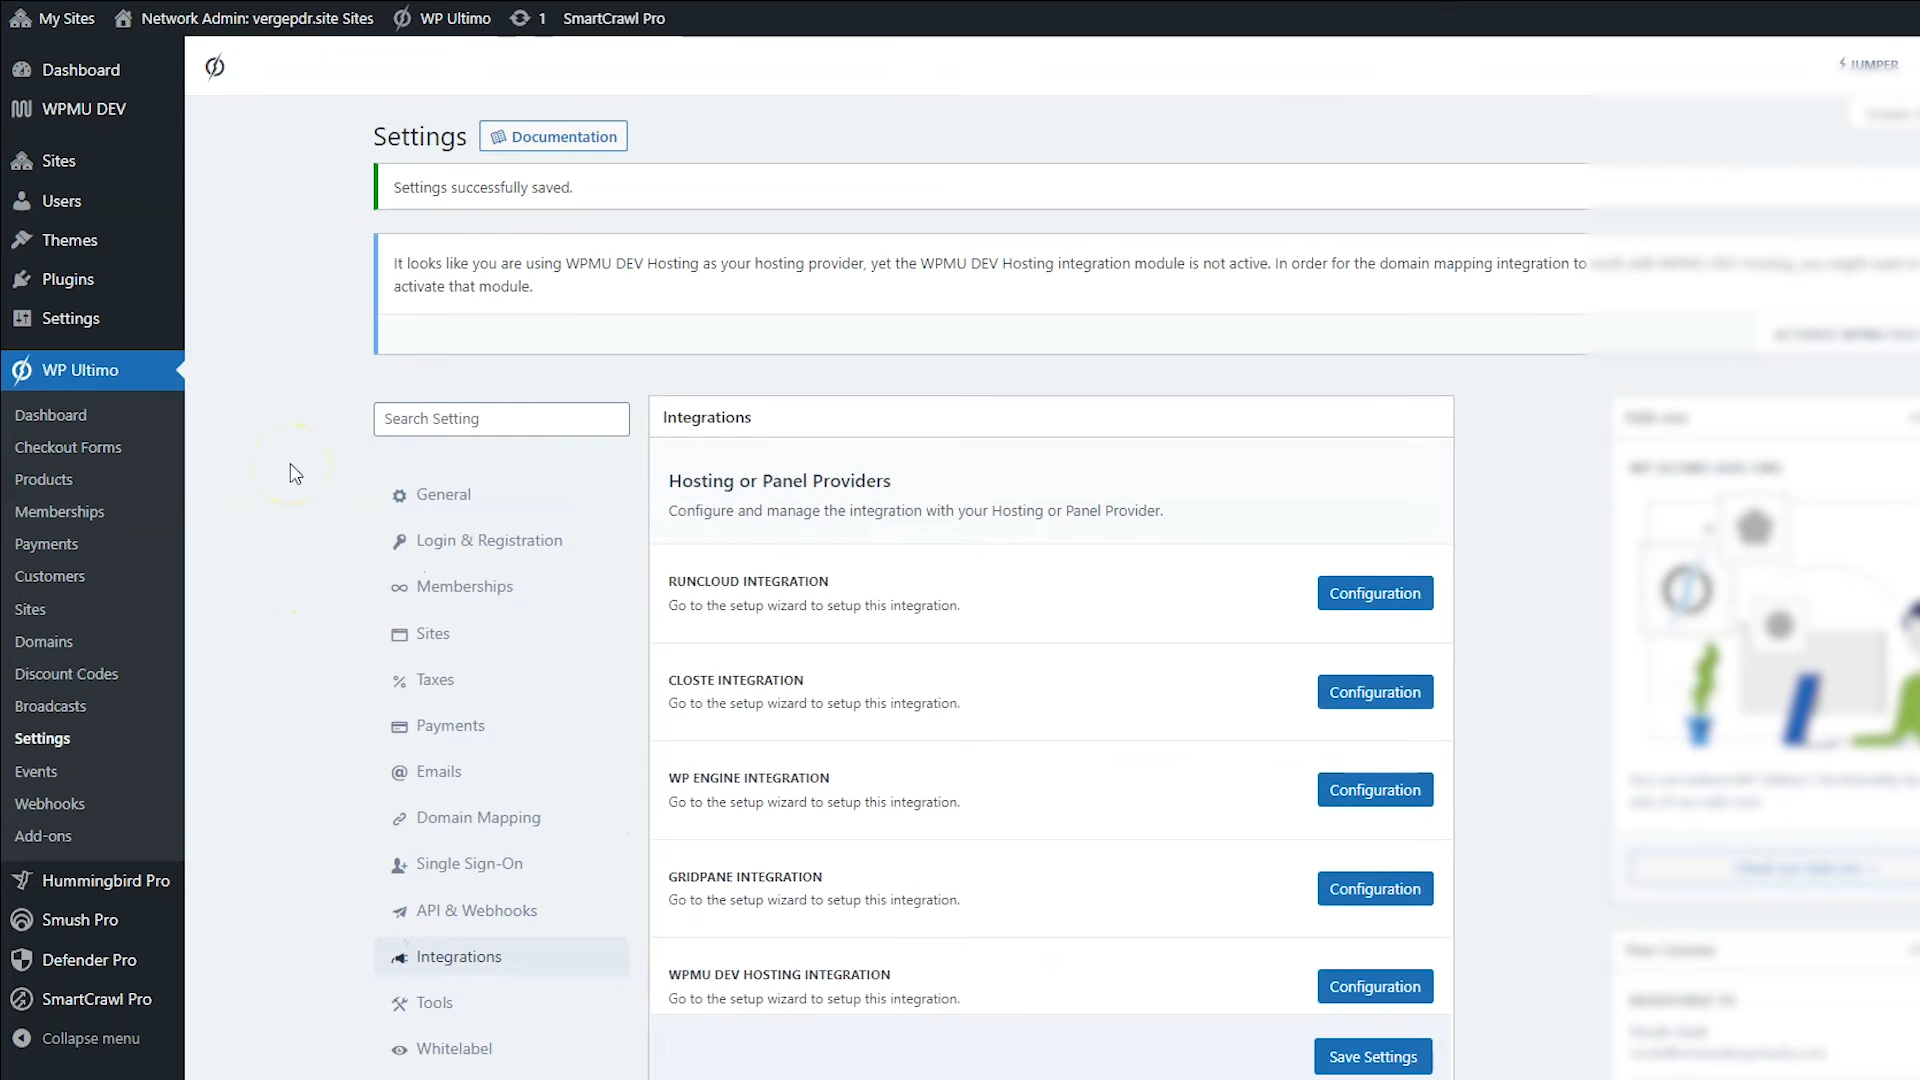 My Sites
Network Admin: vergepdr.site Sites
WP Ultimo
1
SmartCrawl Pro
Dashboard
WPMU DEV
Sites
Users
Themes
Plugins
Settings
WP Ultimo
Dashboard
Checkout Forms
Products
Memberships
Payments
Customers
Sites
Domains
Discount Codes
Broadcasts
Settings
Events
Webhooks
Add-ons
Hummingbird Pro
Smush Pro
Defender Pro
SmartCrawl Pro
Collapse menu
JUMPER
Settings
Documentation
Settings successfully saved.
It looks like you are using WPMU DEV Hosting as your hosting provider, yet the WPMU DEV Hosting integration module is not active. In order for the domain mapping integration to
activate that module.
Search Setting
General
Login & Registration
Memberships
Sites
Taxes
Payments
Emails
Domain Mapping
Single Sign-On
API & Webhooks
Integrations
Tools
Whitelabel
Integrations
Hosting or Panel Providers
Configure and manage the integration with your Hosting or Panel Provider.
RUNCLOUD INTEGRATION
Go to the setup wizard to setup this integration.
Configuration
CLOSTE INTEGRATION
Go to the setup wizard to setup this integration.
Configuration
WP ENGINE INTEGRATION
Go to the setup wizard to setup this integration.
Configuration
GRIDPANE INTEGRATION
Go to the setup wizard to setup this integration.
Configuration
WPMU DEV HOSTING INTEGRATION
Go to the setup wizard to setup this integration.
Configuration
Save Settings